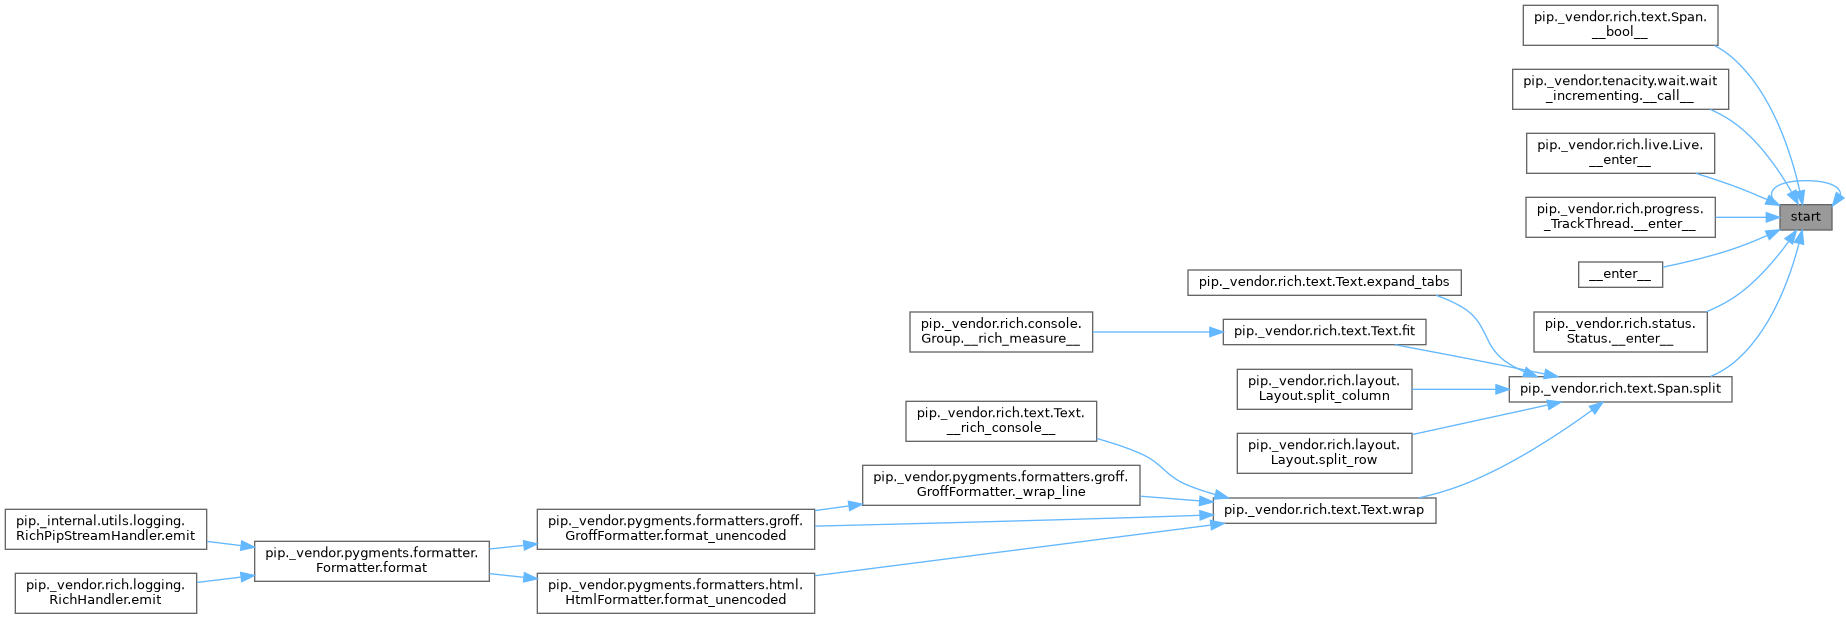 pip._vendor.rich.text.Span.
__bool__
pip._vendor.tenacity.wait.wait
_incrementing.__call__
pip._vendor.rich.live.Live.
__enter__
pip._vendor.rich.progress.
_TrackThread.__enter__
start
__enter__
pip._vendor.rich.text.Text.expand_tabs
pip._vendor.rich.status.
Status.__enter__
pip._vendor.rich.console.
Group.__rich_measure__
pip._vendor.rich.text.Text.fit
pip._vendor.rich.layout.
Layout.split_column
pip._vendor.rich.text.Span.split
pip._vendor.rich.text.Text.
__rich_console__
pip._vendor.rich.layout.
Layout.split_row
pip._vendor.pygments.formatters.groff.
GroffFormatter._wrap_line
pip._vendor.rich.text.Text.wrap
pip._internal.utils.logging.
RichPipStreamHandler.emit
pip._vendor.pygments.formatters.groff.
GroffFormatter.format_unencoded
pip._vendor.pygments.formatter.
Formatter.format
pip._vendor.rich.logging.
RichHandler.emit
pip._vendor.pygments.formatters.html.
HtmlFormatter.format_unencoded